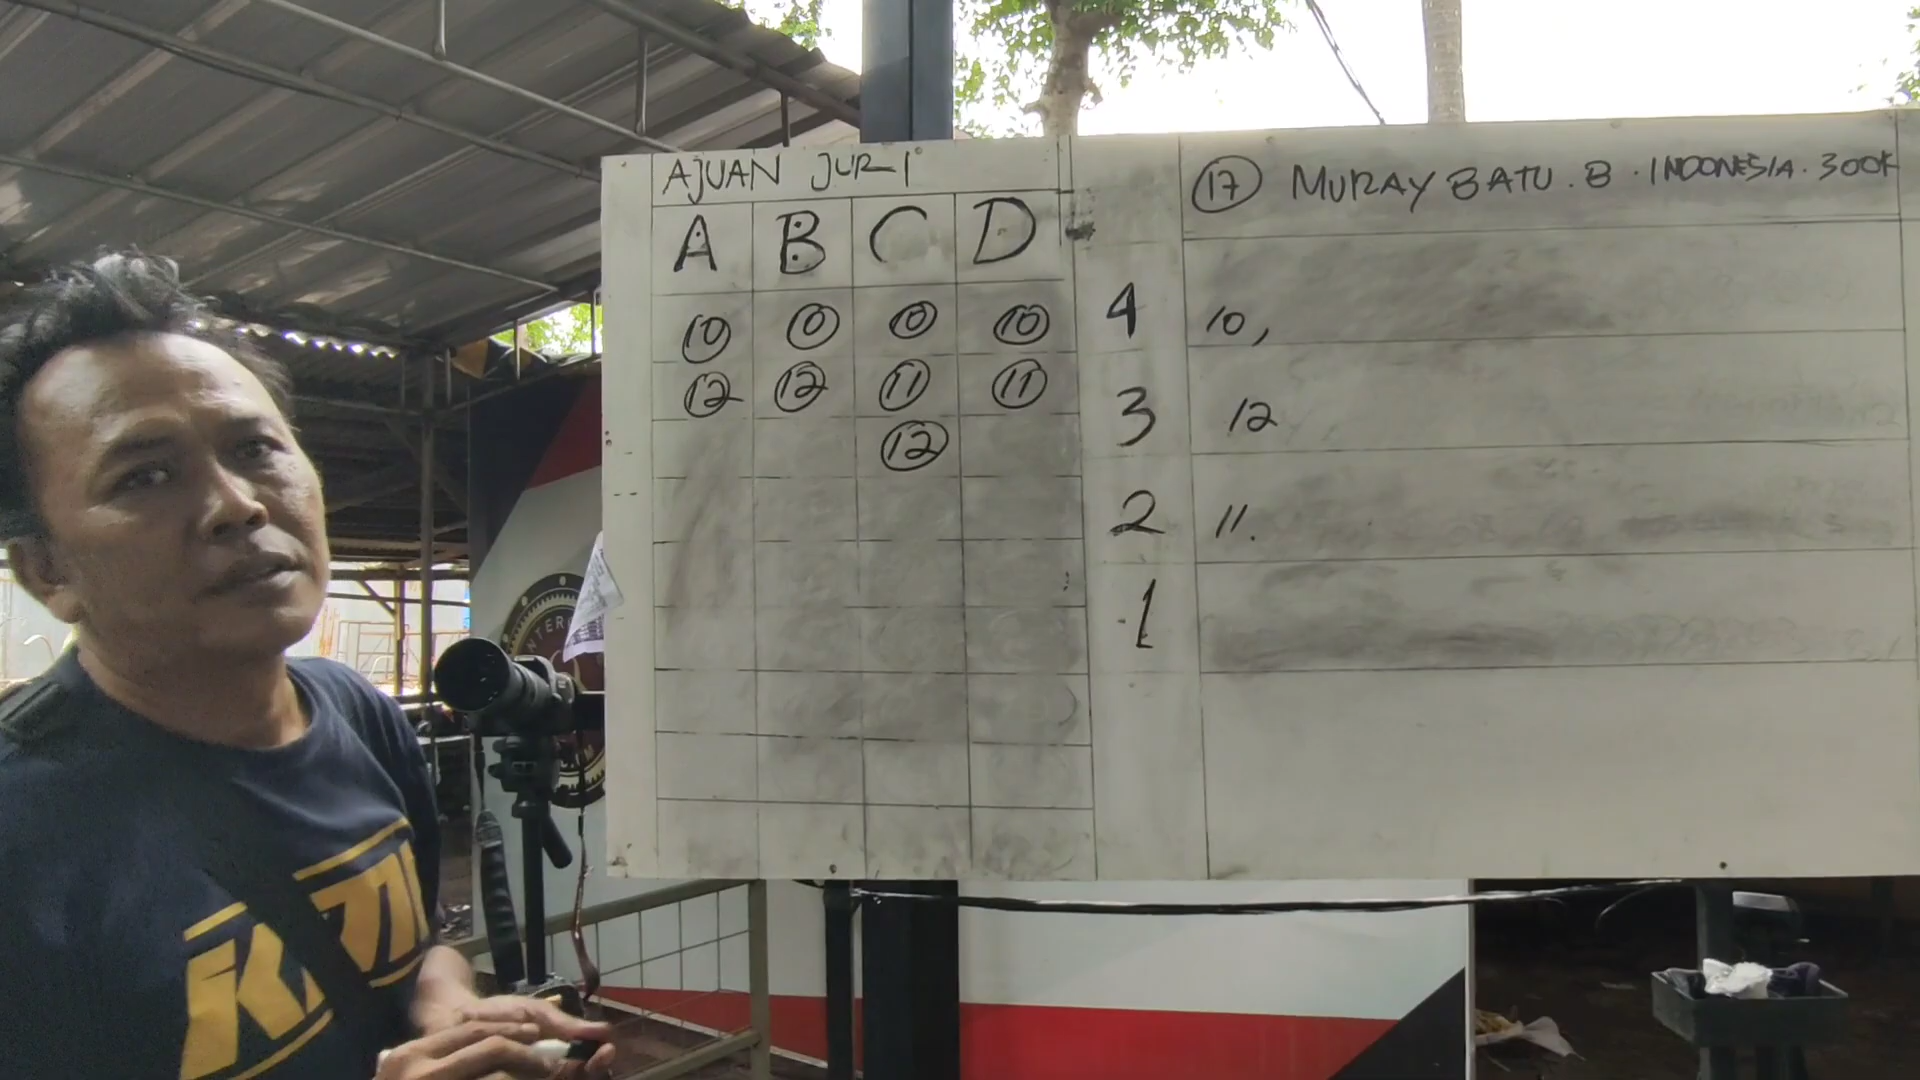 AJUAN JURI
A B C D
10 10 10 10
12 12 11 11
12
17 MURAY BATU . B . INDONESIA . 300K
4 10,
3 12
2 11.
1